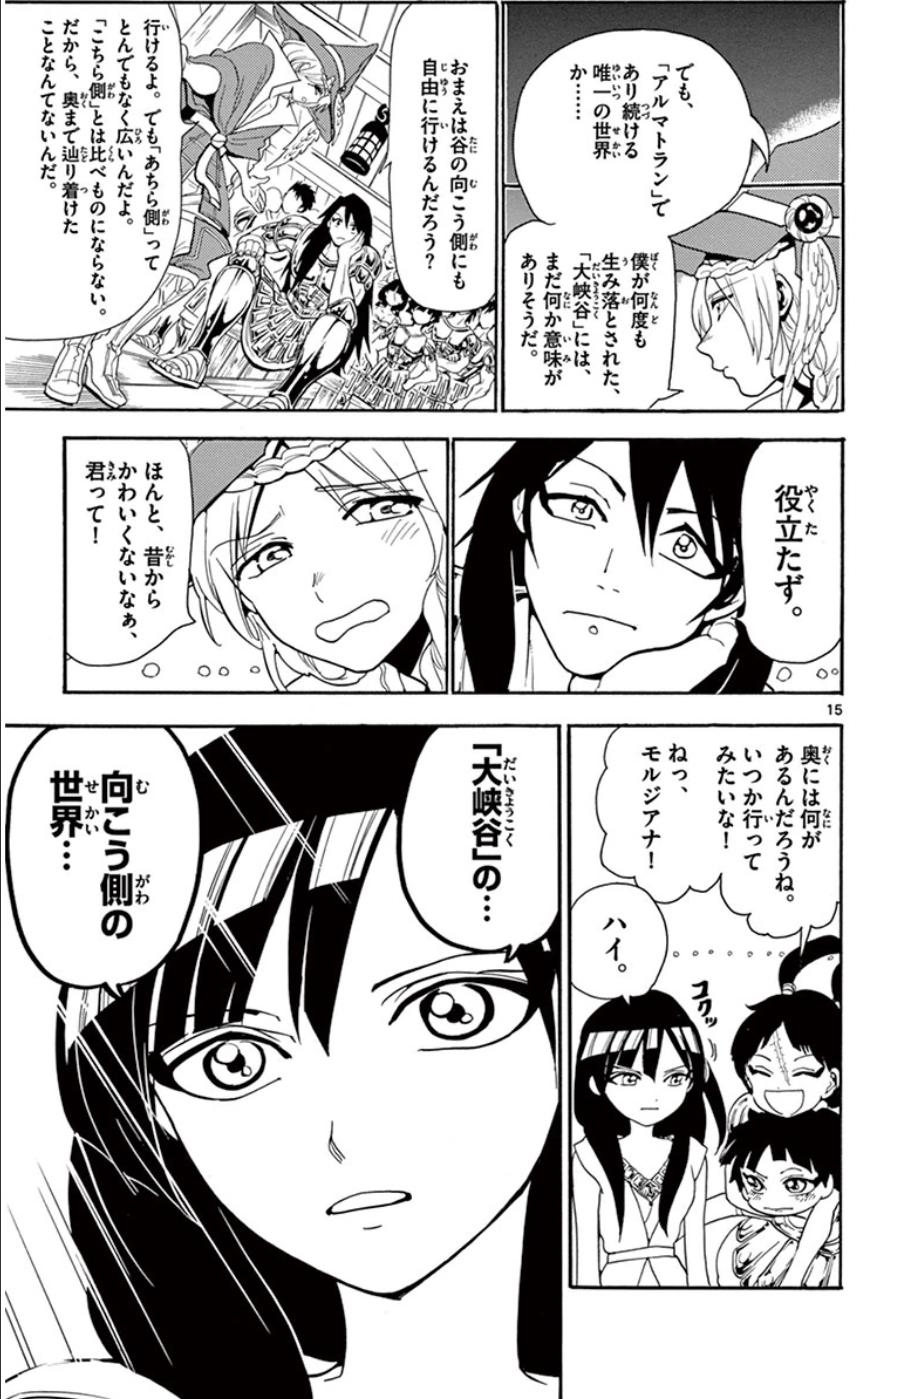 でも、
「アルマトラン」で
あり続ける
唯一の世界
か……
僕が何度も
生み落とされた、
「大峡谷」には、
まだ何か意味が
ありそうだ。
おまえは谷の向こう側にも
自由に行けるんだろう？
行けるよ。でも「あちら側」って
とんでもなく広いんだよ。
「こちら側」とは比べものにならない。
だから、奥まで辿り着けた
ことなんてないんだ。
役立たず。
ほんと、昔から
かわいくないなぁ、
君って！
15
奥には何が
あるんだろうね。
いつか行って
みたいな！
ねっ、
モルジアナ！
ハイ。
コクッ
「大峡谷」の…
向こう側の
世界…